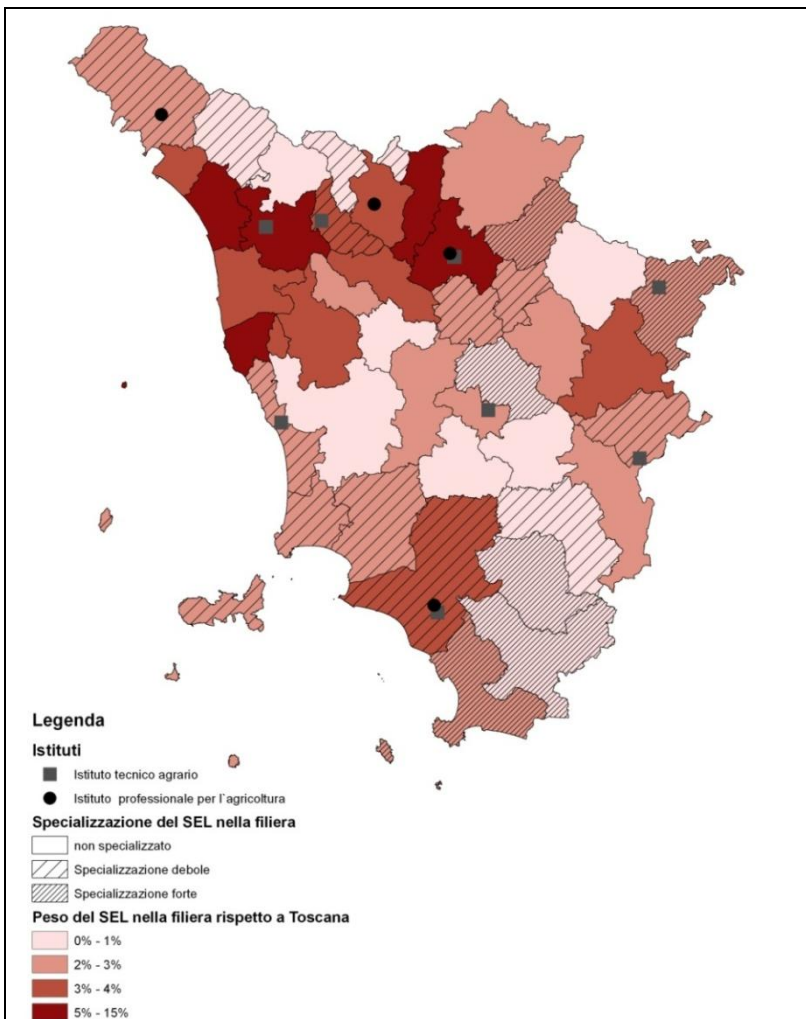 Legenda
Istituti
Istituto tecnico agrario
Istituto professionale per l`agricoltura
Specializzazione del SEL nella filiera
non specializzato
Specializzazione debole
Specializzazione forte
Peso del SEL nella filiera rispetto a Toscana
0% - 1%
2% - 3%
3% - 4%
5% - 15%